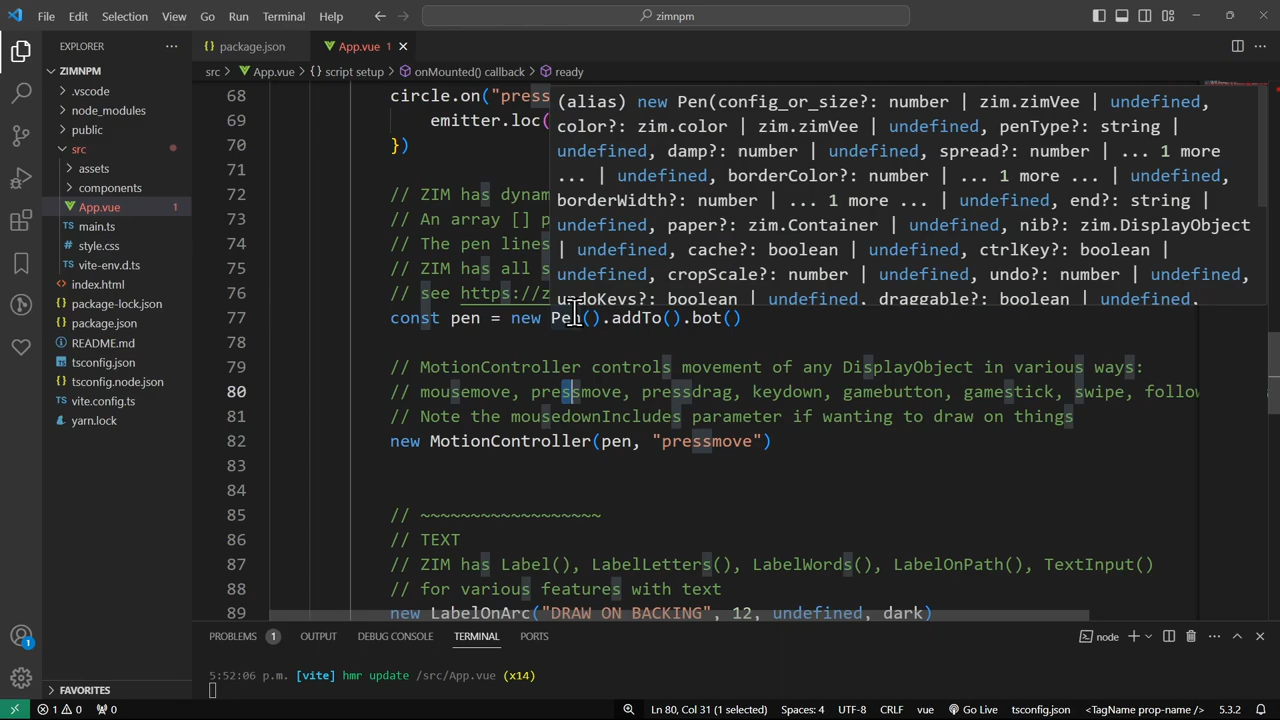 File Edit Selection View Go Run Terminal Help
zimnpm
EXPLORER
package.json
App.vue 1
ZIMNPM
src > App.vue > {} script setup > onMounted() callback > ready
.vscode
node_modules
public
src
assets
components
App.vue 1
main.ts
style.css
vite-env.d.ts
index.html
package-lock.json
README.md
tsconfig.json
tsconfig.node.json
vite.config.ts
yarn.lock
FAVORITES
68 circle.on("press
69 emitter.loc(
70 })
71
72 // ZIM has dynam
73 // An array [] p
74 // The pen lines
75 // ZIM has all s
76 // see https://z
77 const pen = new Pen().addTo().bot()
78
79 // MotionController controls movement of any DisplayObject in various ways:
80 // mousemove, pressmove, pressdrag, keydown, gamebutton, gamestick, swipe, follow
81 // Note the mousedownIncludes parameter if wanting to draw on things
82 new MotionController(pen, "pressmove")
83
84
85 // ~~~~~~~~~~~~~~~~~~
86 // TEXT
87 // ZIM has Label(), LabelLetters(), LabelWords(), LabelOnPath(), TextInput()
88 // for various features with text
89 new LabelOnArc("DRAW ON BACKING", 12, undefined, dark)
(alias) new Pen(config_or_size?: number | zim.zimVee | undefined,
color?: zim.color | zim.zimVee | undefined, penType?: string |
undefined, damp?: number | undefined, spread?: number | ... 1 more
... | undefined, borderColor?: number | ... 1 more ... | undefined,
borderWidth?: number | ... 1 more ... | undefined, end?: string |
undefined, paper?: zim.Container | undefined, nib?: zim.DisplayObject
| undefined, cache?: boolean | undefined, ctrlKey?: boolean |
undefined, cropScale?: number | undefined, undo?: number | undefined,
undoKeys?: boolean | undefined, draggable?: boolean | undefined,
PROBLEMS 1 OUTPUT DEBUG CONSOLE TERMINAL PORTS
node
5:52:06 p.m. [vite] hmr update /src/App.vue (x14)
1
1 0 0 Ln 80, Col 31 (1 selected) Spaces: 4 UTF-8 CRLF vue Go Live tsconfig.json <TagName prop-name /> 5.3.2